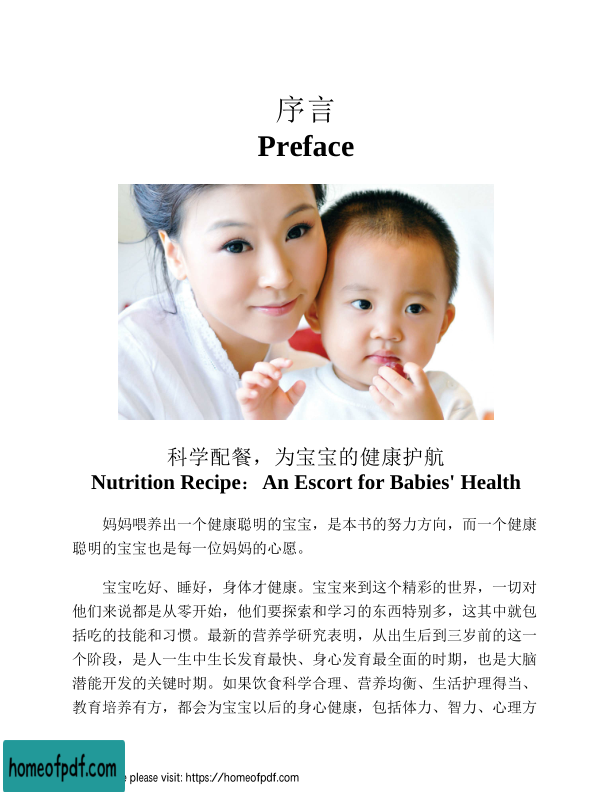 序言
Preface
科学配餐，为宝宝的健康护航
Nutrition Recipe：An Escort for Babies' Health
妈妈喂养出一个健康聪明的宝宝，是本书的努力方向，而一个健康
聪明的宝宝也是每一位妈妈的心愿。
宝宝吃好、睡好，身体才健康。宝宝来到这个精彩的世界，一切对
他们来说都是从零开始，他们要探索和学习的东西特别多，这其中就包
括吃的技能和习惯。最新的营养学研究表明，从出生后到三岁前的这一
个阶段，是人一生中生长发育最快、身心发育最全面的时期，也是大脑
潜能开发的关键时期。如果饮食科学合理、营养均衡、生活护理得当、
教育培养有方，都会为宝宝以后的身心健康，包括体力、智力、心理方
homeofpdf.com
e please visit: https://homeofpdf.com